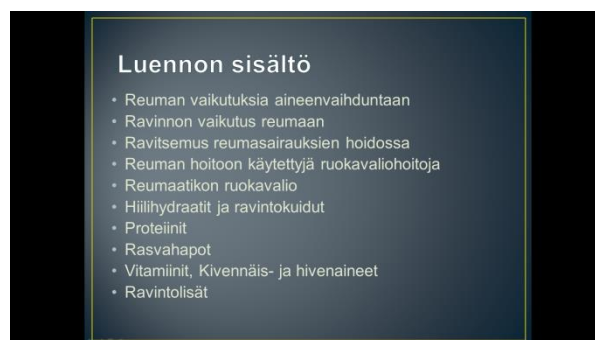 Luennon sisältö
• Reuman vaikutuksia aineenvaihduntaan
• Ravinnon vaikutus reumaan
• Ravitsemus reumasairauksien hoidossa
• Reuman hoitoon käytettyjä ruokavaliohoitoja
• Reumaatikon ruokavalio
• Hiilihydraatit ja ravintokuidut
• Proteiinit
• Rasvahapot
• Vitamiinit, Kivennäis- ja hivenaineet
• Ravintolisät